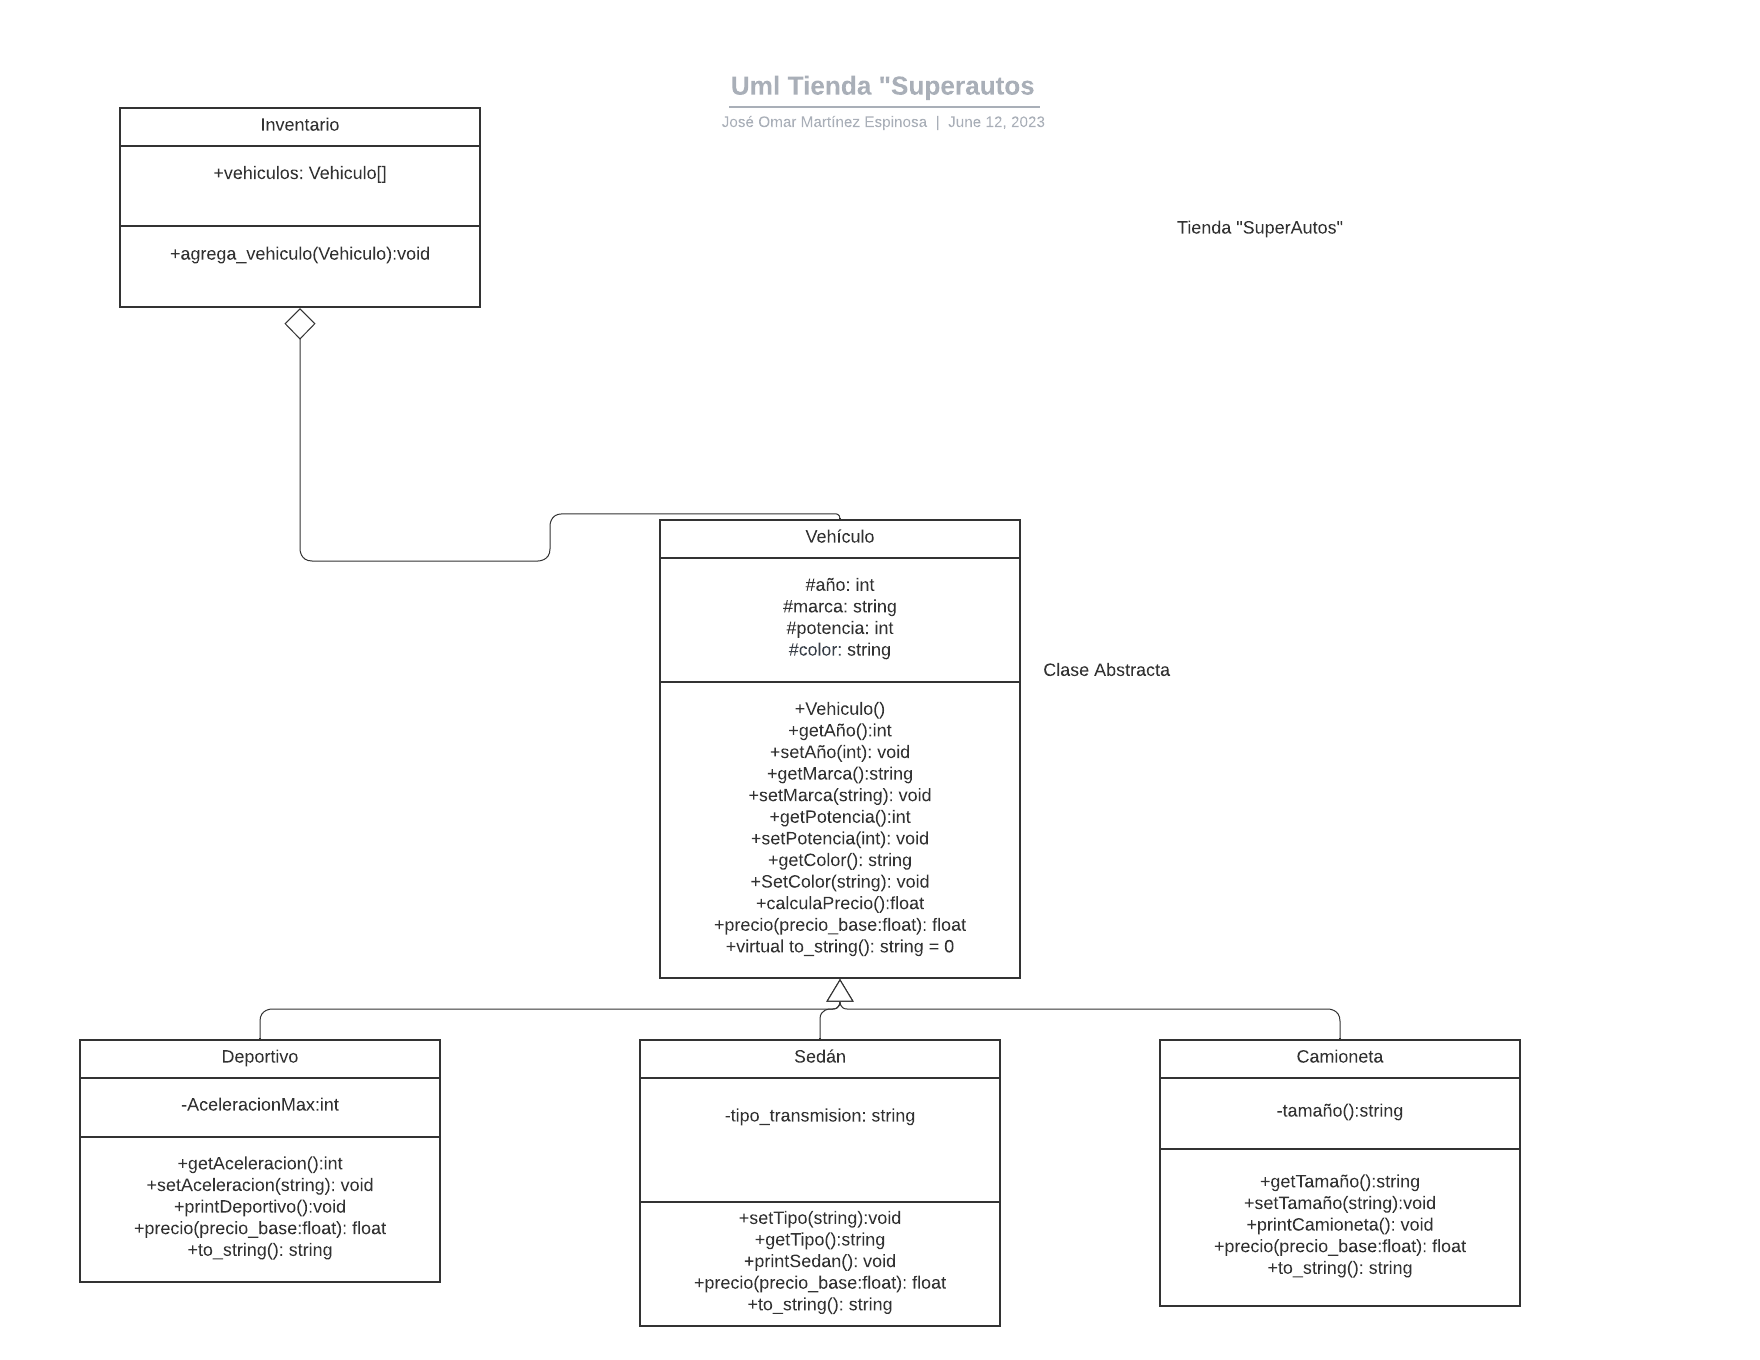 Uml Tienda "Superautos
José Omar Martínez Espinosa | June 12, 2023
Inventario
+vehiculos: Vehiculo[]
+agrega_vehiculo(Vehiculo):void
Tienda "SuperAutos"
Vehículo
#año: int
#marca: string
#potencia: int
#color: string
Clase Abstracta
+Vehiculo()
+getAño():int
+setAño(int): void
+getMarca():string
+setMarca(string): void
+getPotencia():int
+setPotencia(int): void
+getColor(): string
+SetColor(string): void
+calculaPrecio():float
+precio(precio_base:float): float
+virtual to_string(): string = 0
Deportivo
-AceleracionMax:int
+getAceleracion():int
+setAceleracion(string): void
+printDeportivo():void
+precio(precio_base:float): float
+to_string(): string
Sedán
-tipo_transmision: string
+setTipo(string):void
+getTipo():string
+printSedan(): void
+precio(precio_base:float): float
+to_string(): string
Camioneta
-tamaño():string
+getTamaño():string
+setTamaño(string):void
+printCamioneta(): void
+precio(precio_base:float): float
+to_string(): string